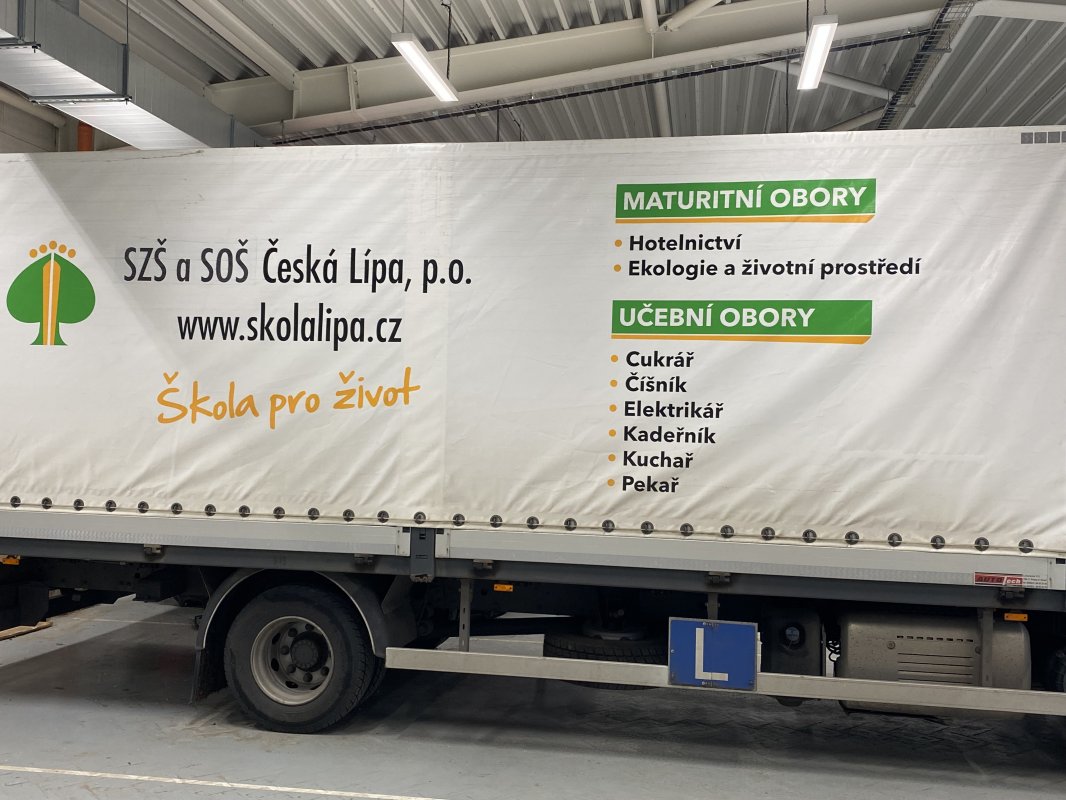 SZŠ a SOŠ Česká Lípa, p.o.
www.skolalipa.cz
Škola pro život
MATURITNÍ OBORY
• Hotelnictví
• Ekologie a životní prostředí
UČEBNÍ OBORY
• Cukrář
• Číšník
• Elektrikář
• Kadeřník
• Kuchař
• Pekař
L
AUTOtech